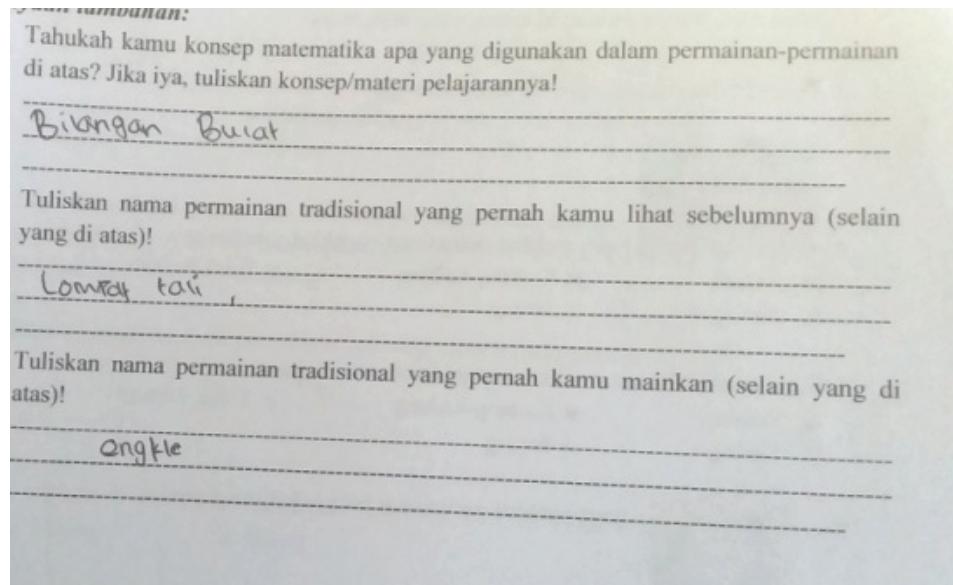 tambahan:
Tahukah kamu konsep matematika apa yang digunakan dalam permainan-permainan
di atas? Jika iya, tuliskan konsep/materi pelajarannya!
Bilangan Bulat
Tuliskan nama permainan tradisional yang pernah kamu lihat sebelumnya (selain
yang di atas)!
Lompat tali,
Tuliskan nama permainan tradisional yang pernah kamu mainkan (selain yang di
atas)!
engkle